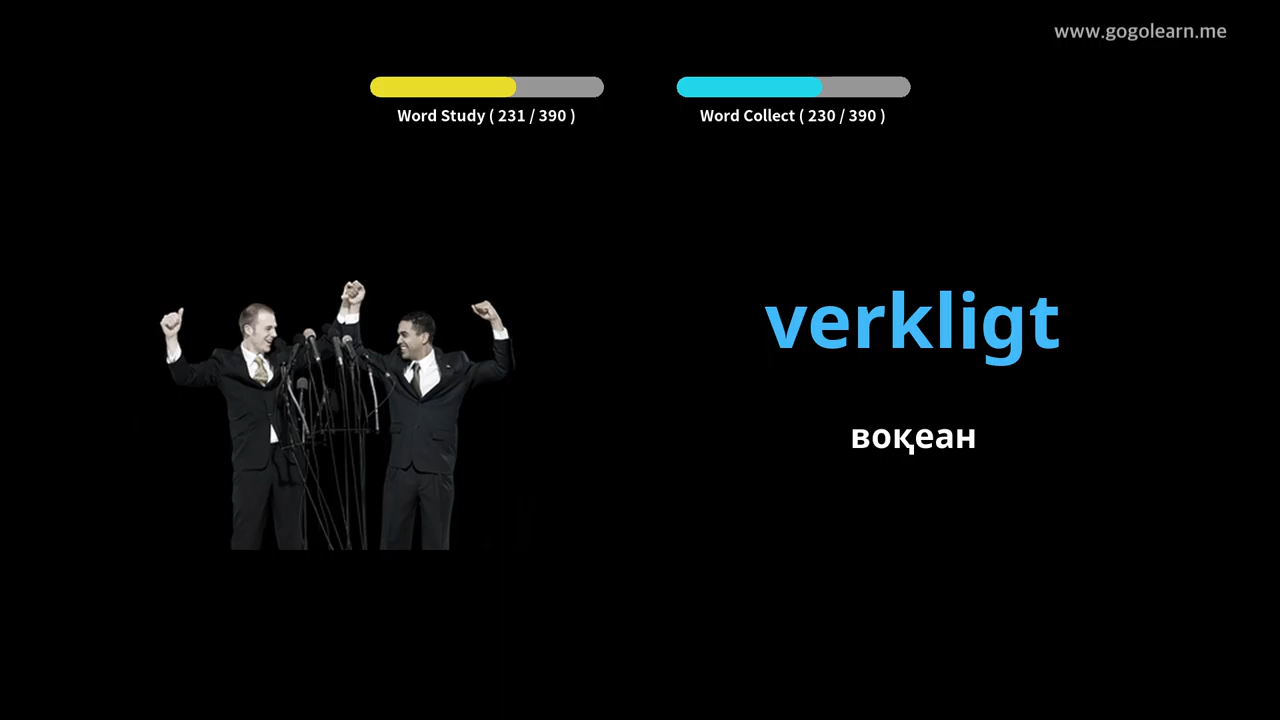 www.gogolearn.me
Word Study ( 231 / 390 )
Word Collect ( 230 / 390 )
verkligt
воқеан